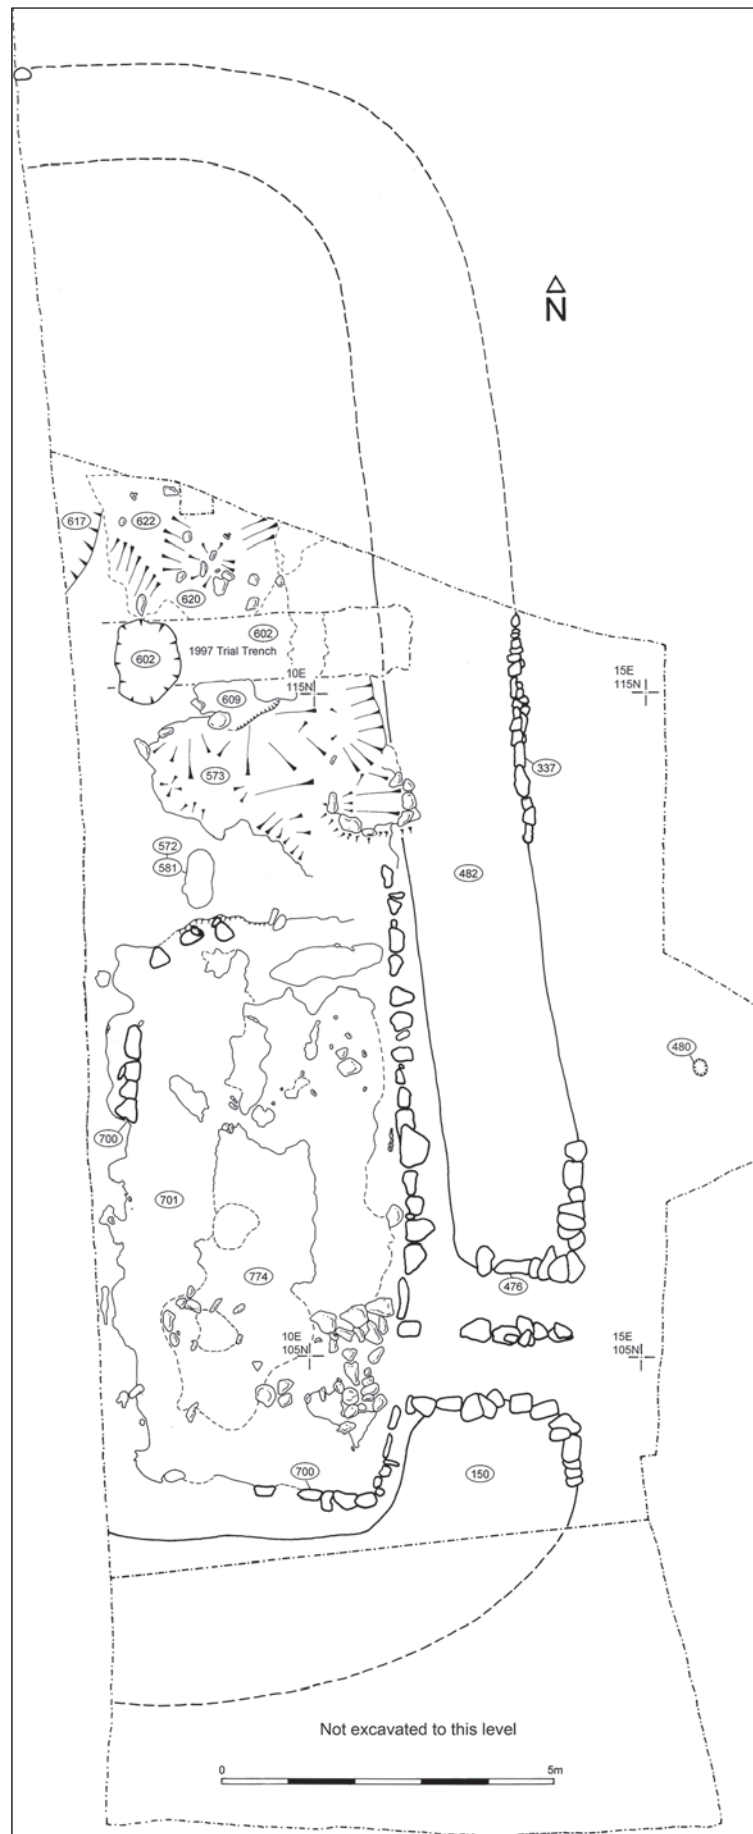 N
617
622
620
602
602
1997 Trial Trench
10E
115N
15E
115N
609
573
337
572
581
482
480
700
701
774
476
10E
105N
15E
105N
700
150
Not excavated to this level
0
5m